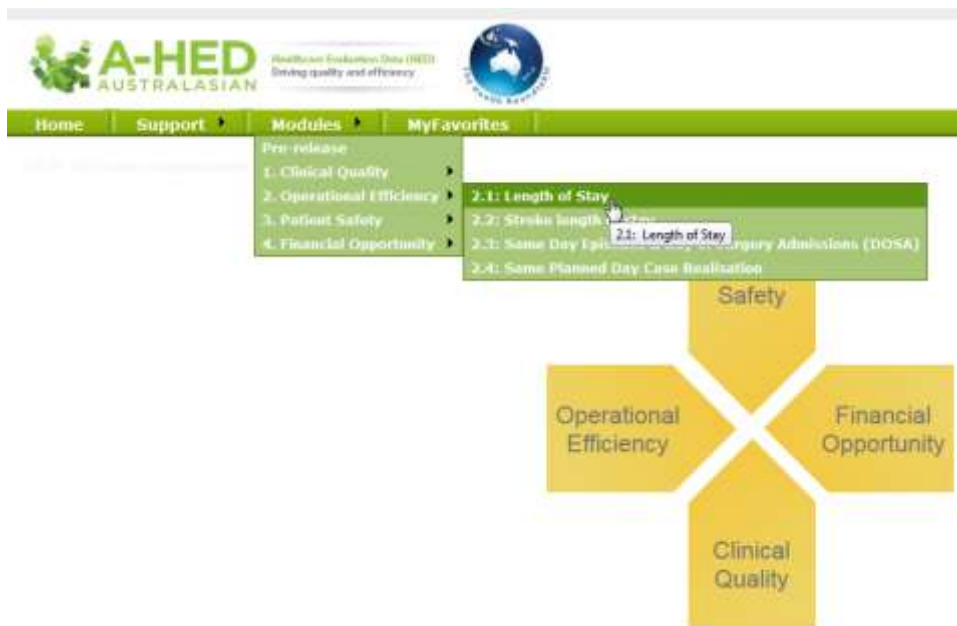 A-HED
AUSTRALASIAN
Healthcare Evaluation Data (HED)
Driving quality and efficiency
Home Support Modules MyFavorites
Pre-release
1. Clinical Quality
2. Operational Efficiency
3. Patient Safety
4. Financial Opportunity
2.1: Length of Stay
2.2: Stroke length
2.1: Length of Stay
2.3: Same Day Surgery Admissions (DOSA)
2.4: Same Planned Day Case Realisation
Safety
Operational
Efficiency
Financial
Opportunity
Clinical
Quality